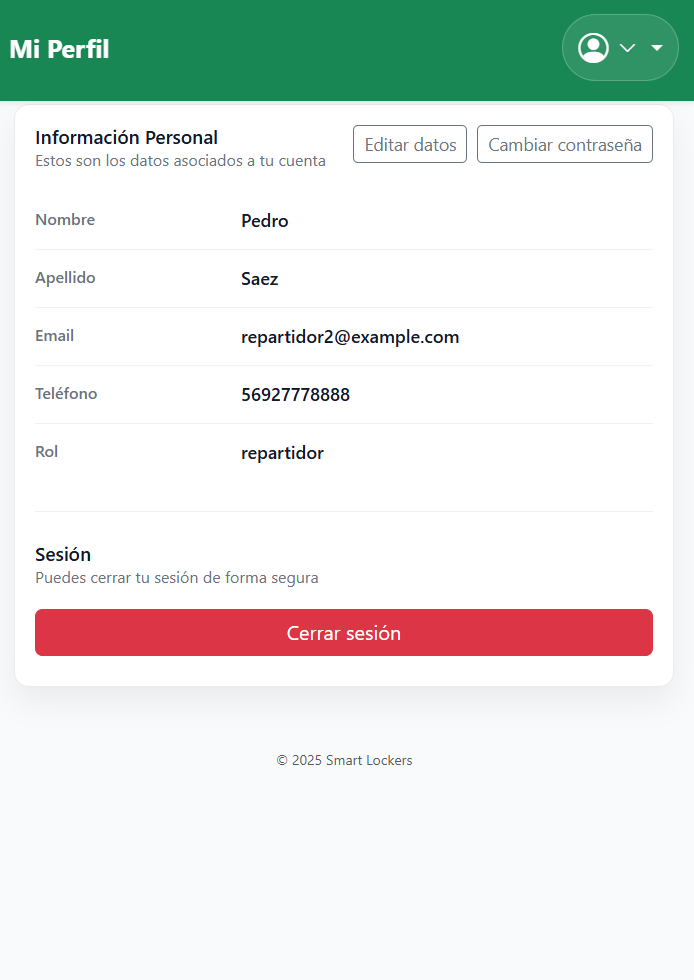 Mi Perfil
Información Personal
Estos son los datos asociados a tu cuenta
Editar datos
Cambiar contraseña
Nombre Pedro
Apellido Saez
Email repartidor2@example.com
Teléfono 56927778888
Rol repartidor
Sesión
Puedes cerrar tu sesión de forma segura
Cerrar sesión
© 2025 Smart Lockers